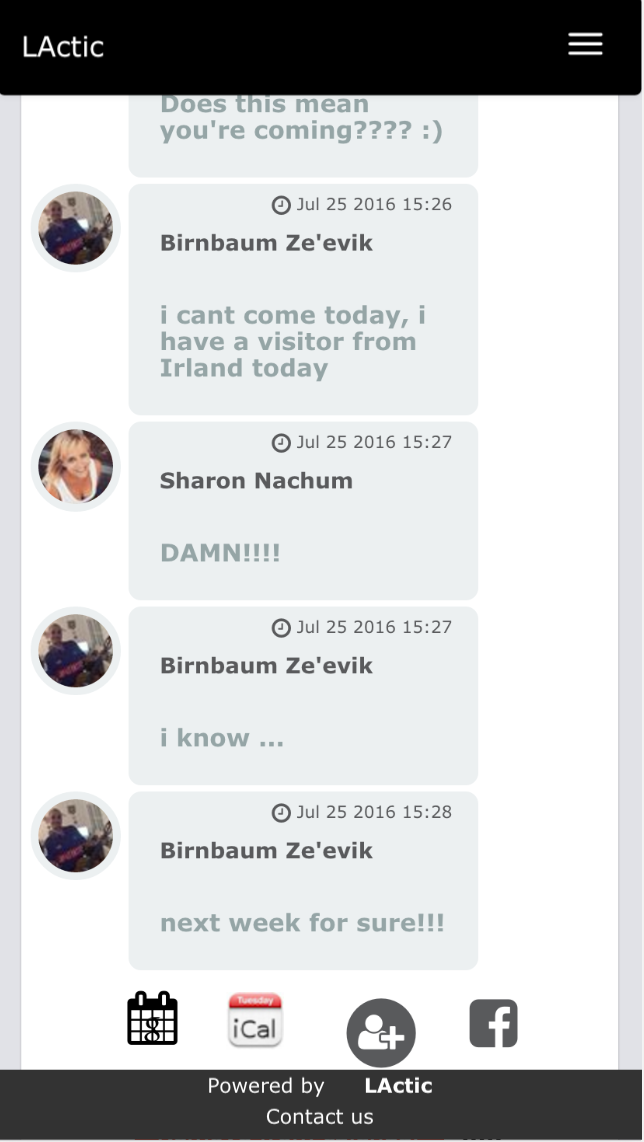 LActic
Does this mean
you're coming???? :)
Jul 25 2016 15:26
Birnbaum Ze'evik
i cant come today, i
have a visitor from
Irland today
Jul 25 2016 15:27
Sharon Nachum
DAMN!!!!
Jul 25 2016 15:27
Birnbaum Ze'evik
i know ...
Jul 25 2016 15:28
Birnbaum Ze'evik
next week for sure!!!
g
Tuesday
iCal
Powered by LActic
Contact us